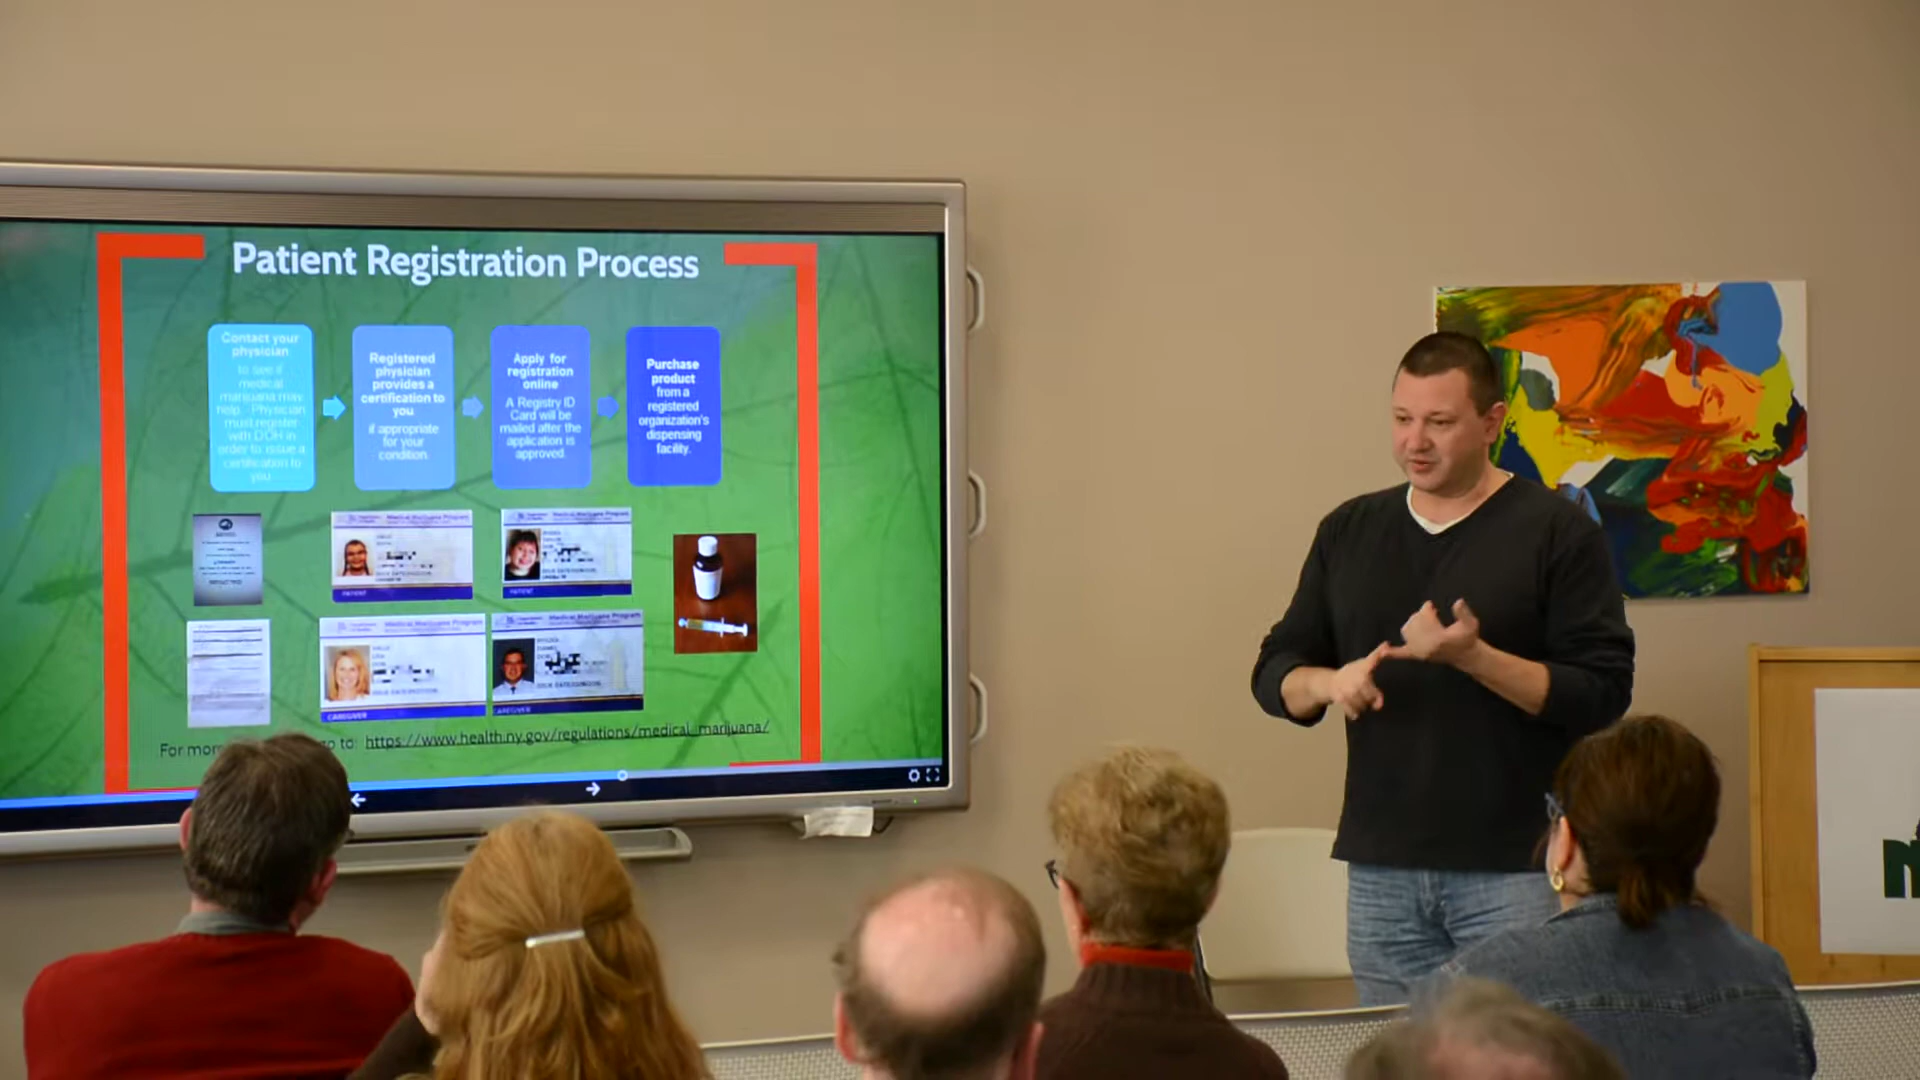 Patient Registration Process
Contact your
physician
to see if
medical
marijuana may
help. Physician
must register
with DOH in
order to issue a
certification to
you
Registered
physician
provides a
certification to
you
if appropriate
for your
condition.
Apply for
registration
online
A Registry ID
Card will be
mailed after the
application is
approved.
Purchase
product
from a
registered
organization's
dispensing
facility.
Medical Marijuana Program
PATIENT
Medical Marijuana Program
PATIENT
Medical Marijuana Program
CAREGIVER
Medical Marijuana Program
CAREGIVER
For more go to: https://www.health.ny.gov/regulations/medical_marijuana/